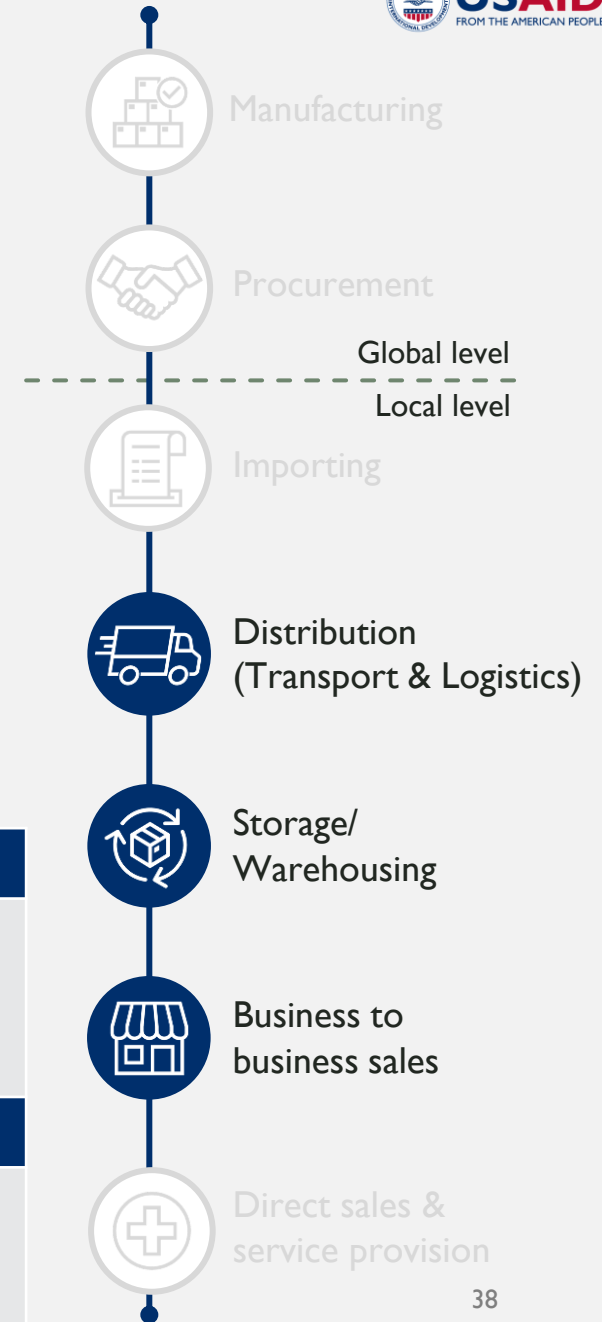 USAID
FROM THE AMERICAN PEOPLE
Manufacturing
Procurement
Global level
Local level
Importing
Distribution
(Transport & Logistics)
Storage/
Warehousing
Business to
business sales
Direct sales &
service provision
38